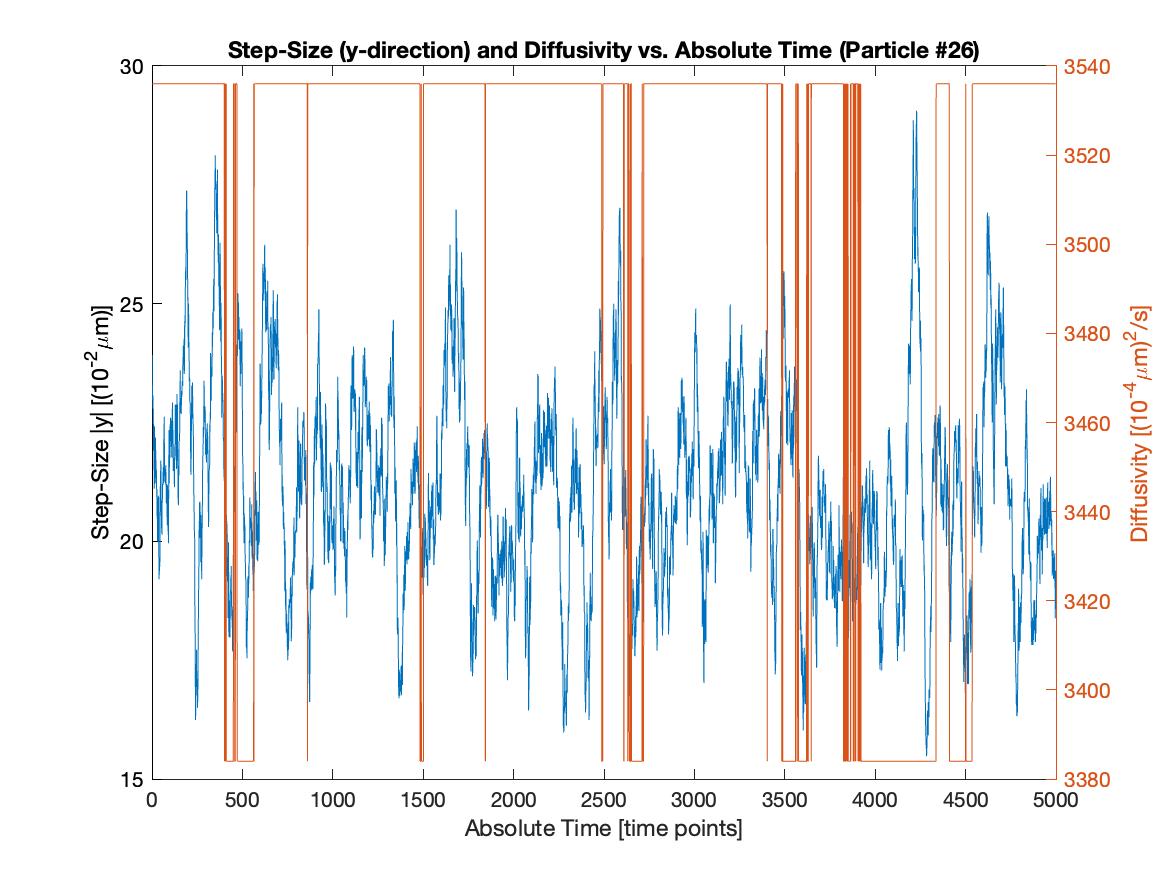 Step-Size (y-direction) and Diffusivity vs. Absolute Time (Particle #26)
30
25
20
15
Step-Size |y| [(10^-2 μm)]
3540
3520
3500
3480
3460
3440
3420
3400
3380
Diffusivity [(10^-4 μm)^2/s]
0 500 1000 1500 2000 2500 3000 3500 4000 4500 5000
Absolute Time [time points]